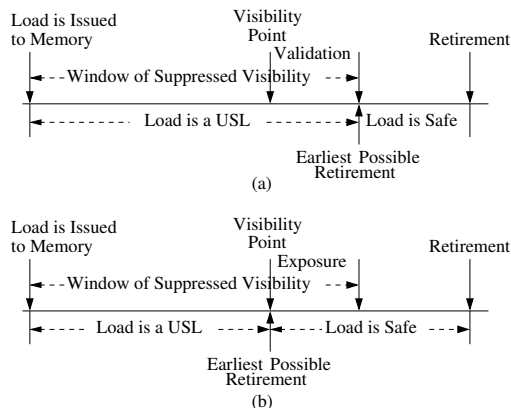 Load is Issued
to Memory
Visibility
Point
Validation
Retirement
Window of Suppressed Visibility
Load is a USL
Load is Safe
Earliest Possible
Retirement
(a)
Load is Issued
to Memory
Visibility
Point
Exposure
Retirement
Window of Suppressed Visibility
Load is a USL
Load is Safe
Earliest Possible
Retirement
(b)